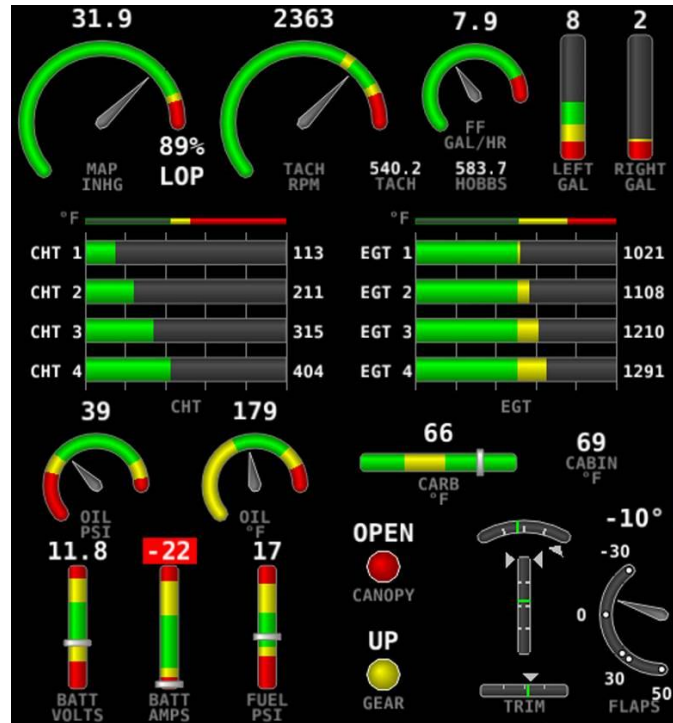 31.9
2363
7.9
8
2
89%
LOP
MAP
INHG
TACH
RPM
FF
GAL/HR
540.2
TACH
583.7
HOBBS
LEFT
GAL
RIGHT
GAL
°F
CHT 1
113
CHT 2
211
CHT 3
315
CHT 4
404
CHT
°F
EGT 1
1021
EGT 2
1108
EGT 3
1210
EGT 4
1291
EGT
39
OIL
PSI
179
OIL
°F
66
CARB
°F
69
CABIN
°F
11.8
BATT
VOLTS
-22
BATT
AMPS
17
FUEL
PSI
OPEN
CANOPY
UP
GEAR
TRIM
-10°
-30
0
30
50
FLAPS